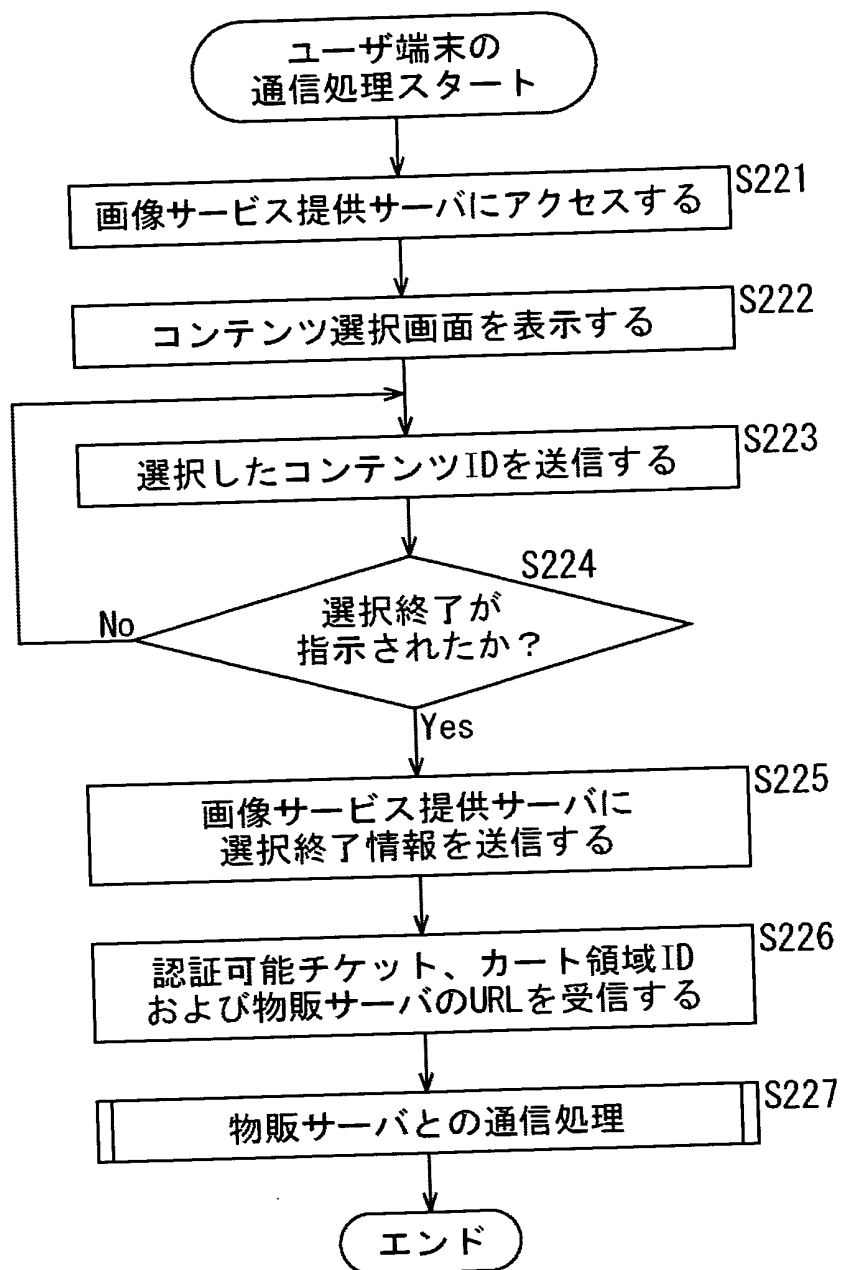 ユーザ端末の
通信処理スタート
S221
画像サービス提供サーバにアクセスする
S222
コンテンツ選択画面を表示する
S223
選択したコンテンツIDを送信する
S224
選択終了が
指示されたか？
No
Yes
S225
画像サービス提供サーバに
選択終了情報を送信する
S226
認証可能チケット、カート領域ID
および物販サーバのURLを受信する
S227
物販サーバとの通信処理
エンド